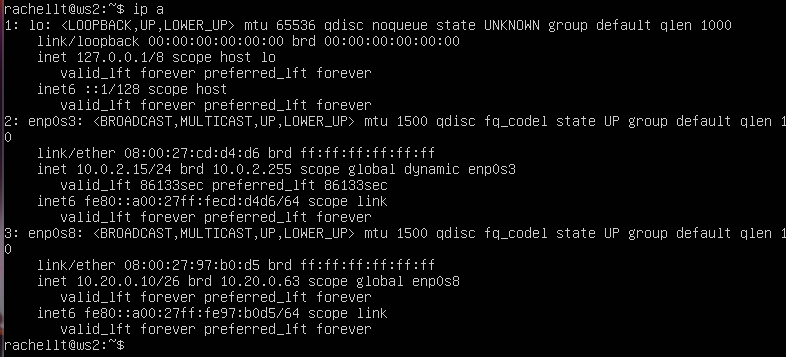 rachellt@ws2:~$ ip a
1: lo: <LOOPBACK,UP,LOWER_UP> mtu 65536 qdisc noqueue state UNKNOWN group default qlen 1000
    link/loopback 00:00:00:00:00:00 brd 00:00:00:00:00:00
    inet 127.0.0.1/8 scope host lo
       valid_lft forever preferred_lft forever
    inet6 ::1/128 scope host
       valid_lft forever preferred_lft forever
2: enp0s3: <BROADCAST,MULTICAST,UP,LOWER_UP> mtu 1500 qdisc fq_codel state UP group default qlen 1
0
    link/ether 08:00:27:cd:d4:d6 brd ff:ff:ff:ff:ff:ff
    inet 10.0.2.15/24 brd 10.0.2.255 scope global dynamic enp0s3
       valid_lft 86133sec preferred_lft 86133sec
    inet6 fe80::a00:27ff:fecd:d4d6/64 scope link
       valid_lft forever preferred_lft forever
3: enp0s8: <BROADCAST,MULTICAST,UP,LOWER_UP> mtu 1500 qdisc fq_codel state UP group default qlen 1
0
    link/ether 08:00:27:97:b0:d5 brd ff:ff:ff:ff:ff:ff
    inet 10.20.0.10/26 brd 10.20.0.63 scope global enp0s8
       valid_lft forever preferred_lft forever
    inet6 fe80::a00:27ff:fe97:b0d5/64 scope link
       valid_lft forever preferred_lft forever
rachellt@ws2:~$